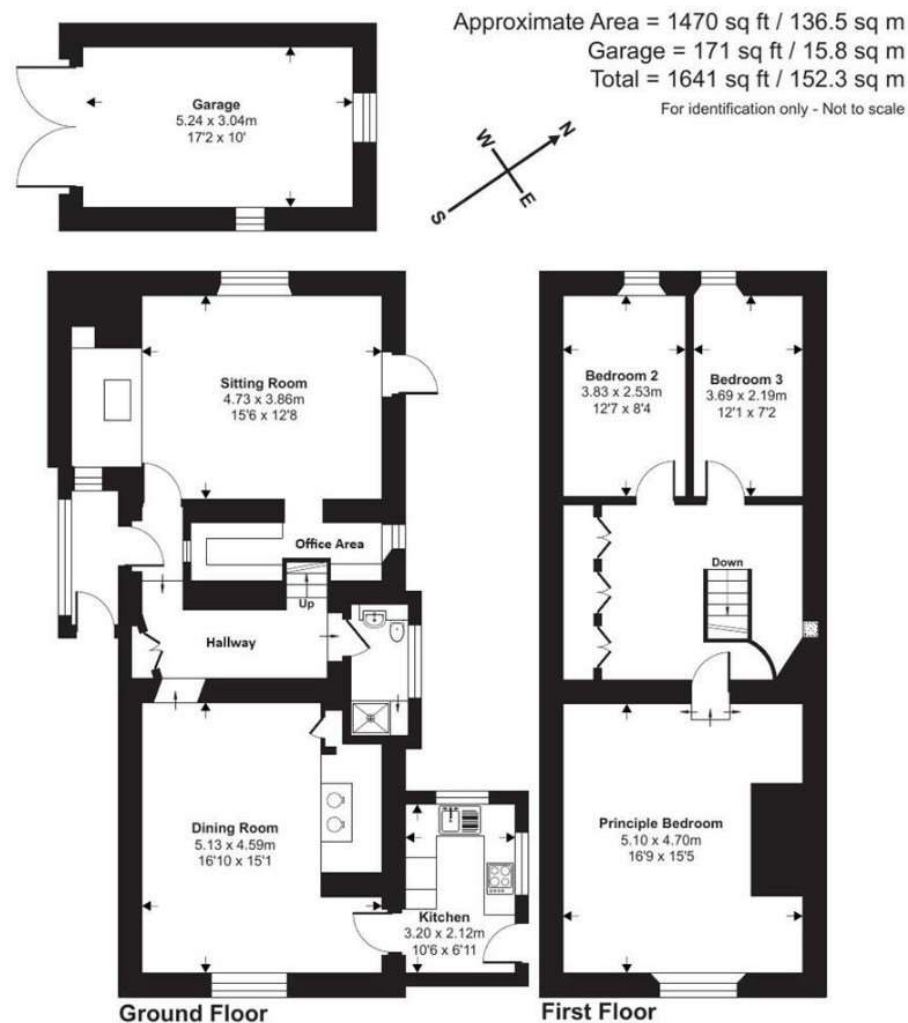 Approximate Area = 1470 sq ft / 136.5 sq m
Garage = 171 sq ft / 15.8 sq m
Total = 1641 sq ft / 152.3 sq m
For identification only - Not to scale
Garage
5.24 x 3.04m
17'2 x 10'
W
N
S
E
Sitting Room
4.73 x 3.86m
15'6 x 12'8
Office Area
Up
Hallway
Dining Room
5.13 x 4.59m
16'10 x 15'1
Kitchen
3.20 x 2.12m
10'6 x 6'11
Ground Floor
Bedroom 2
3.83 x 2.53m
12'7 x 8'4
Bedroom 3
3.69 x 2.19m
12'1 x 7'2
Down
Principle Bedroom
5.10 x 4.70m
16'9 x 15'5
First Floor